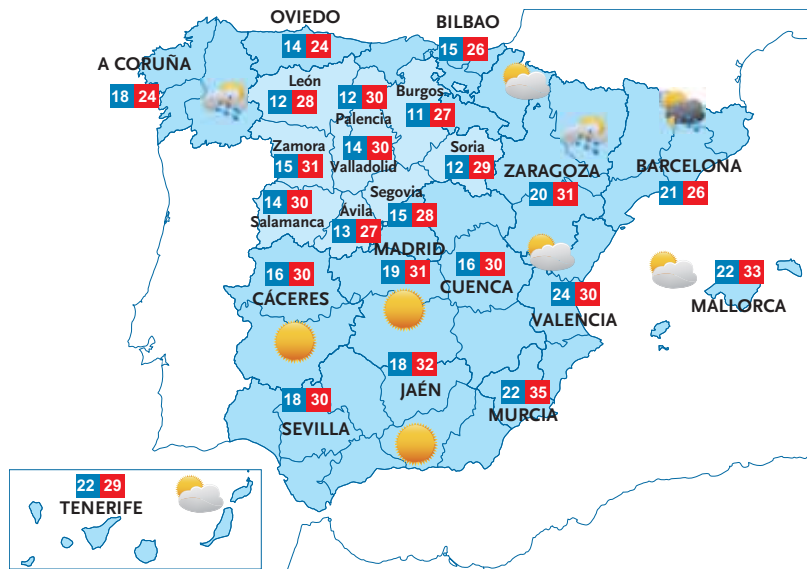 OVIEDO
14 24
BILBAO
15 26
A CORUÑA
18 24
León
12 28
12 30
Palencia
Burgos
11 27
Zamora
15 31
14 30
Valladolid
Soria
12 29
ZARAGOZA
20 31
BARCELONA
21 26
14 30
Salamanca
Ávila
13 27
Segovia
15 28
MADRID
19 31
16 30
CÁCERES
16 30
CUENCA
24 30
VALENCIA
22 33
MALLORCA
18 32
JAÉN
18 30
SEVILLA
22 35
MURCIA
22 29
TENERIFE